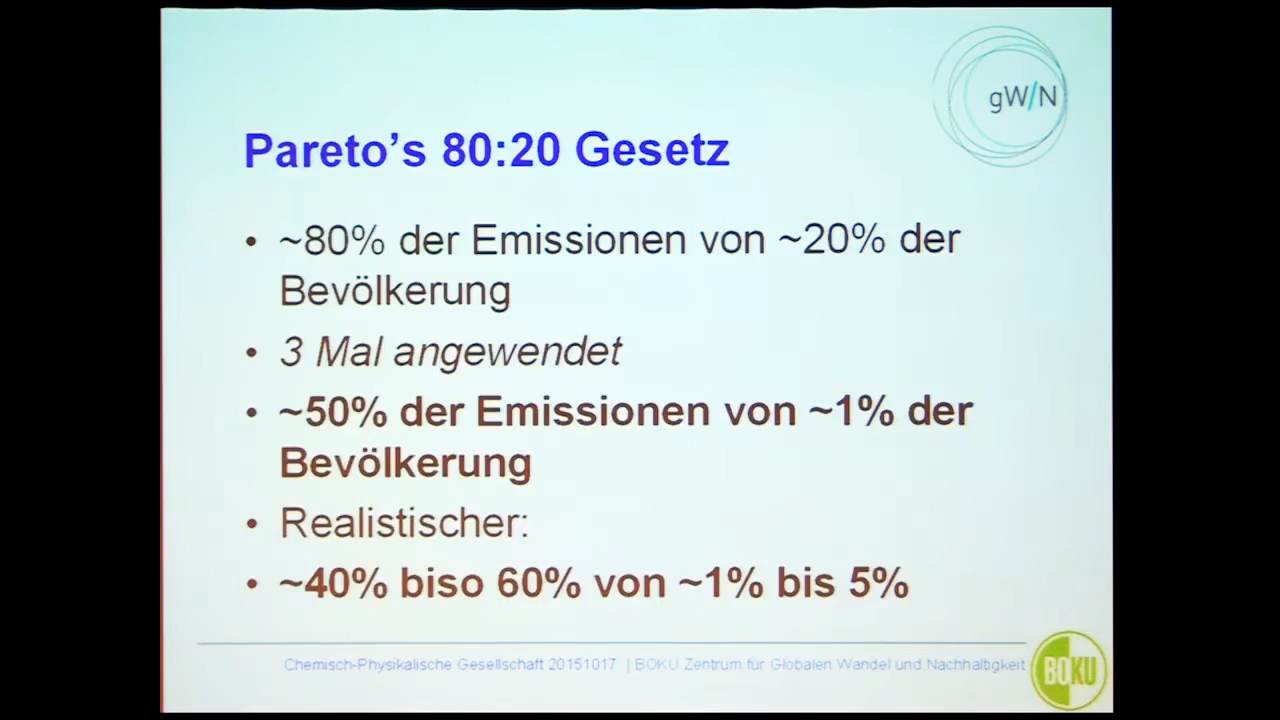 gW/N
Pareto's 80:20 Gesetz
• ~80% der Emissionen von ~20% der
Bevölkerung
• 3 Mal angewendet
• ~50% der Emissionen von ~1% der
Bevölkerung
• Realistischer:
• ~40% biso 60% von ~1% bis 5%
Chemisch-Physikalische Gesellschaft 20151017 | BOKU Zentrum für Globalen Wandel und Nachhaltigkeit
BOKU